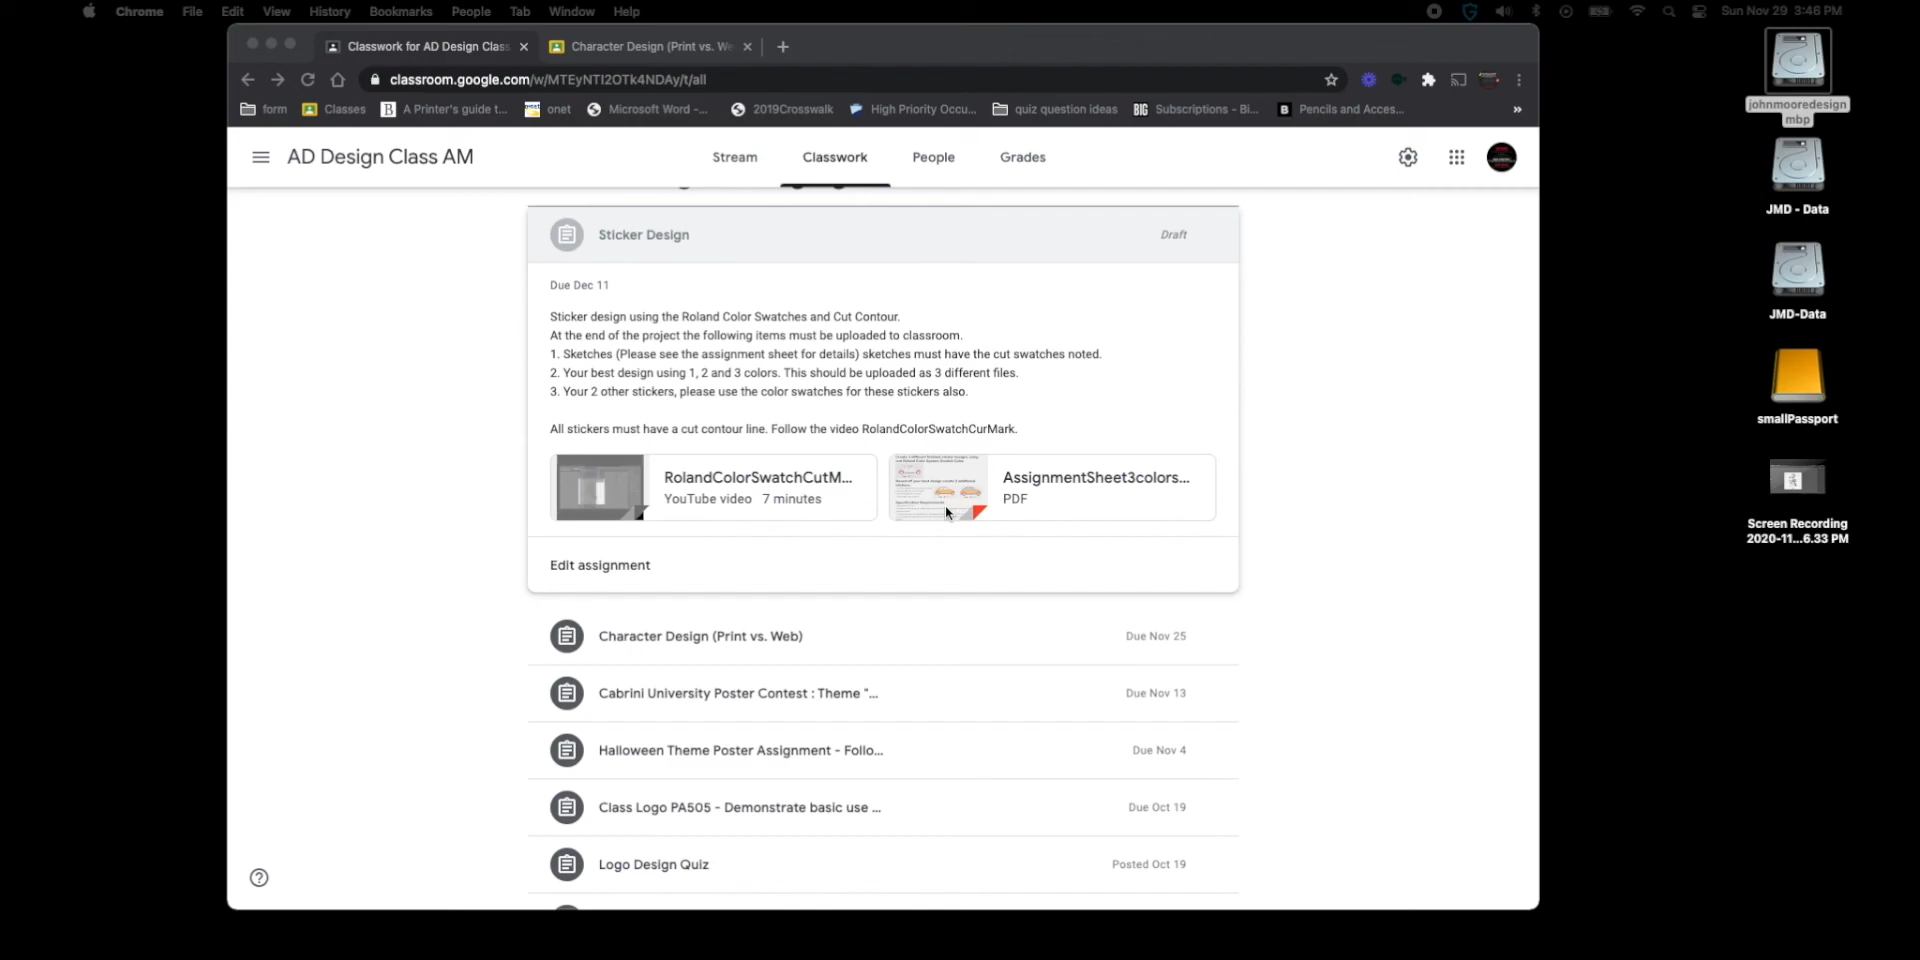 Chrome File Edit View History Bookmarks People Tab Window Help
Sun Nov 29 3:46 PM
Classwork for AD Design Class
Character Design (Print vs. We
classroom.google.com/w/MTEyNTI2OTk4NDAy/t/all
form
Classes
A Printer's guide t...
onet
Microsoft Word -...
2019Crosswalk
High Priority Occu...
quiz question ideas
BIG Subscriptions - Bi...
B Pencils and Acces...
»
AD Design Class AM
Stream
Classwork
People
Grades
Sticker Design
Draft
Due Dec 11
Sticker design using the Roland Color Swatches and Cut Contour.
At the end of the project the following items must be uploaded to classroom.
1. Sketches (Please see the assignment sheet for details) sketches must have the cut swatches noted.
2. Your best design using 1, 2 and 3 colors. This should be uploaded as 3 different files.
3. Your 2 other stickers, please use the color swatches for these stickers also.
All stickers must have a cut contour line. Follow the video RolandColorSwatchCurMark.
RolandColorSwatchCutM...
YouTube video 7 minutes
AssignmentSheet3colors...
PDF
Edit assignment
Character Design (Print vs. Web)
Due Nov 25
Cabrini University Poster Contest : Theme "...
Due Nov 13
Halloween Theme Poster Assignment - Follo...
Due Nov 4
Class Logo PA505 - Demonstrate basic use ...
Due Oct 19
Logo Design Quiz
Posted Oct 19
johnmooredesign
mbp
JMD - Data
JMD-Data
smallPassport
Screen Recording
2020-11...6.33 PM